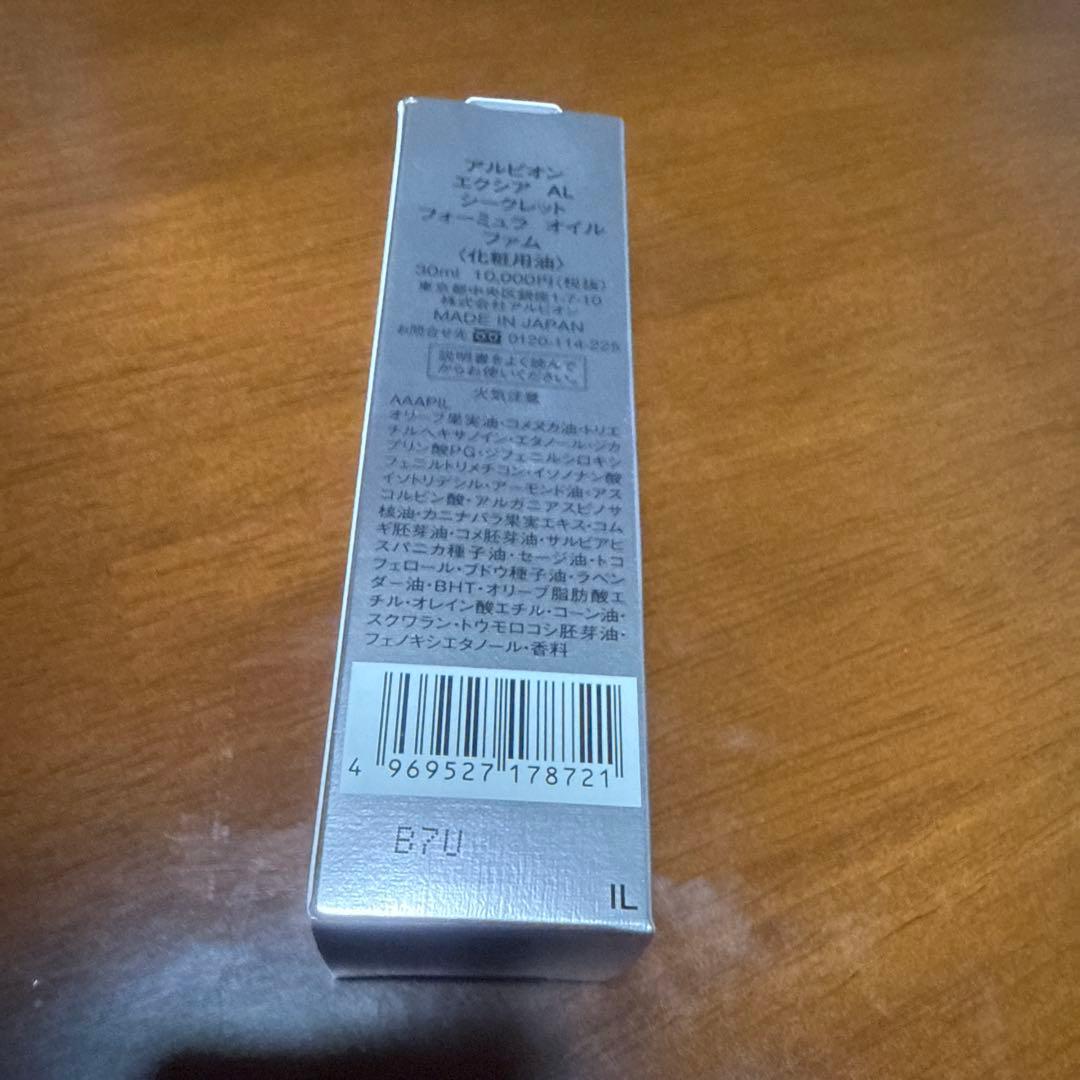 アルビオン
エクシア AL
シークレット
フォーミュラ オイル
ファム
〈化粧用油〉
30ml 10,000円(税抜)
東京都中央区銀座1-7-10
株式会社アルビオン
MADE IN JAPAN
お問合せ先 0120-114-225
説明書をよく読んで
からお使いください。
火気注意
AAAPIL
オリーブ果実油・コメヌカ油・トリエ
チルヘキサノイン・エタノール・ジカ
プリン酸PG・ジフェニルシロキシ
フェニルトリメチコン・イソノナン酸
イソトリデシル・アーモンド油・アス
コルビン酸・アルガニアスピノサ
核油・カニナバラ果実エキス・コム
ギ胚芽油・コメ胚芽油・サルビアヒ
スパニカ種子油・セージ油・トコ
フェロール・ブドウ種子油・ラベン
ダー油・BHT・オリーブ脂肪酸エ
チル・オレイン酸エチル・コーン油・
スクワラン・トウモロコシ胚芽油・
フェノキシエタノール・香料
4 969527 178721
B7U
IL